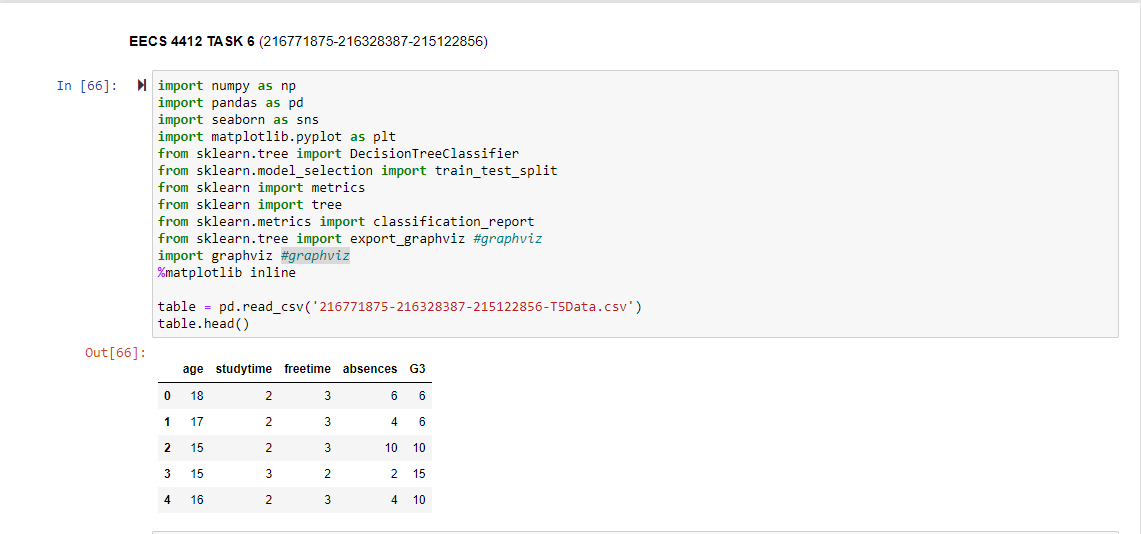 EECS 4412 TASK 6 (216771875-216328387-215122856)
In [66]:
import numpy as np
import pandas as pd
import seaborn as sns
import matplotlib.pyplot as plt
from sklearn.tree import DecisionTreeClassifier
from sklearn.model_selection import train_test_split
from sklearn import metrics
from sklearn import tree
from sklearn.metrics import classification_report
from sklearn.tree import export_graphviz #graphviz
import graphviz #graphviz
%matplotlib inline
table = pd.read_csv('216771875-216328387-215122856-T5Data.csv')
table.head()
Out[66]:
age studytime freetime absences G3
0 18 2 3 6 6
1 17 2 3 4 6
2 15 2 3 10 10
3 15 3 2 2 15
4 16 2 3 4 10